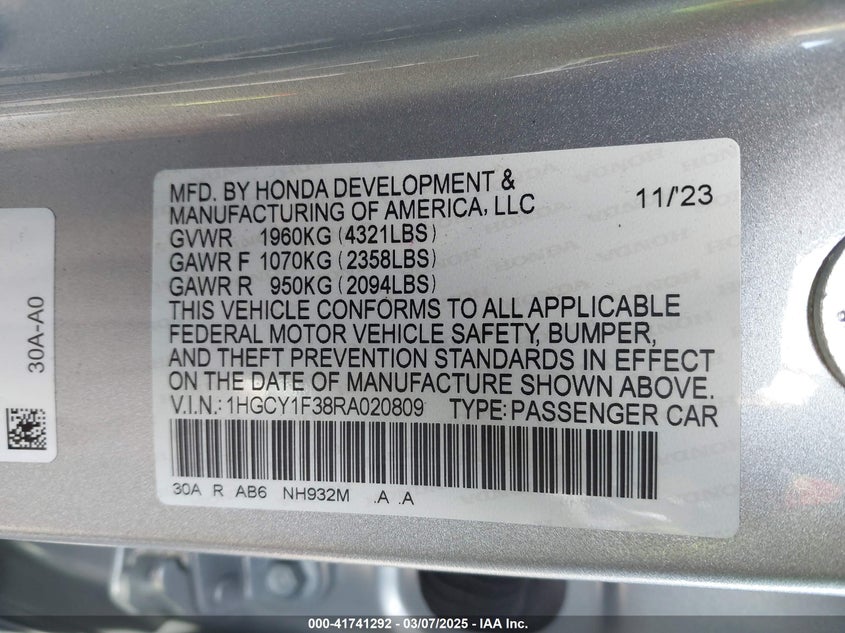 MFD. BY HONDA DEVELOPMENT &
MANUFACTURING OF AMERICA, LLC 11/'23
GVWR 1960KG (4321LBS)
GAWR F 1070KG (2358LBS)
GAWR R 950KG (2094LBS)
THIS VEHICLE CONFORMS TO ALL APPLICABLE
FEDERAL MOTOR VEHICLE SAFETY, BUMPER,
AND THEFT PREVENTION STANDARDS IN EFFECT
ON THE DATE OF MANUFACTURE SHOWN ABOVE.
V.I.N.: 1HGCY1F38RA020809 TYPE: PASSENGER CAR
30A R AB6 NH932M .A .A
30A-A0
000-41741292 — 03/07/2025 — IAA Inc.